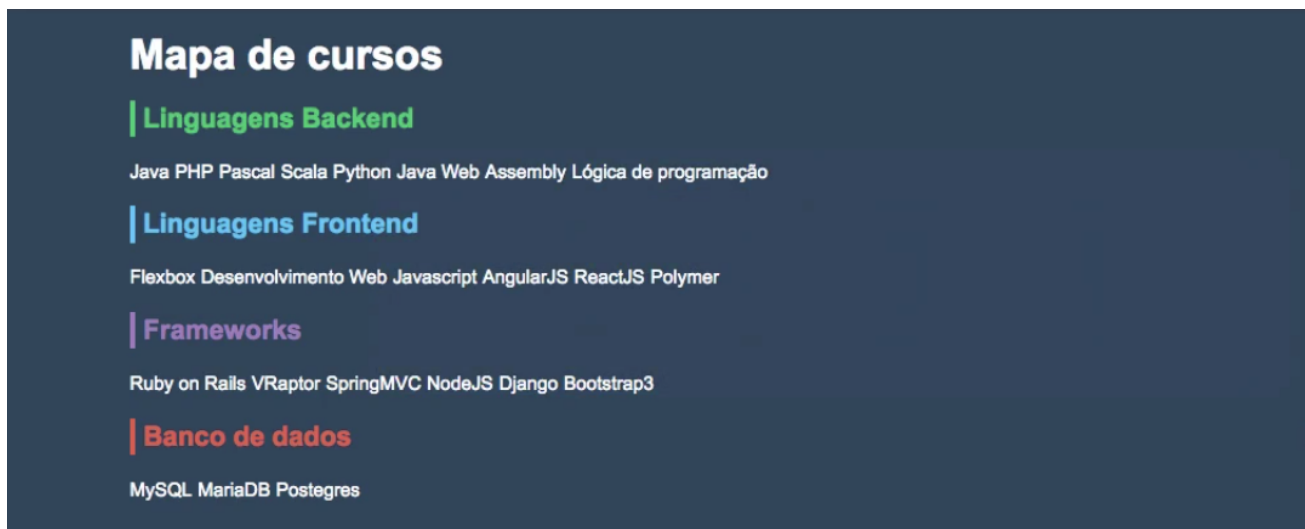 Mapa de cursos
Linguagens Backend
Java PHP Pascal Scala Python Java Web Assembly Lógica de programação
Linguagens Frontend
Flexbox Desenvolvimento Web Javascript AngularJS ReactJS Polymer
Frameworks
Ruby on Rails VRaptor SpringMVC NodeJS Django Bootstrap3
Banco de dados
MySQL MariaDB Postegres